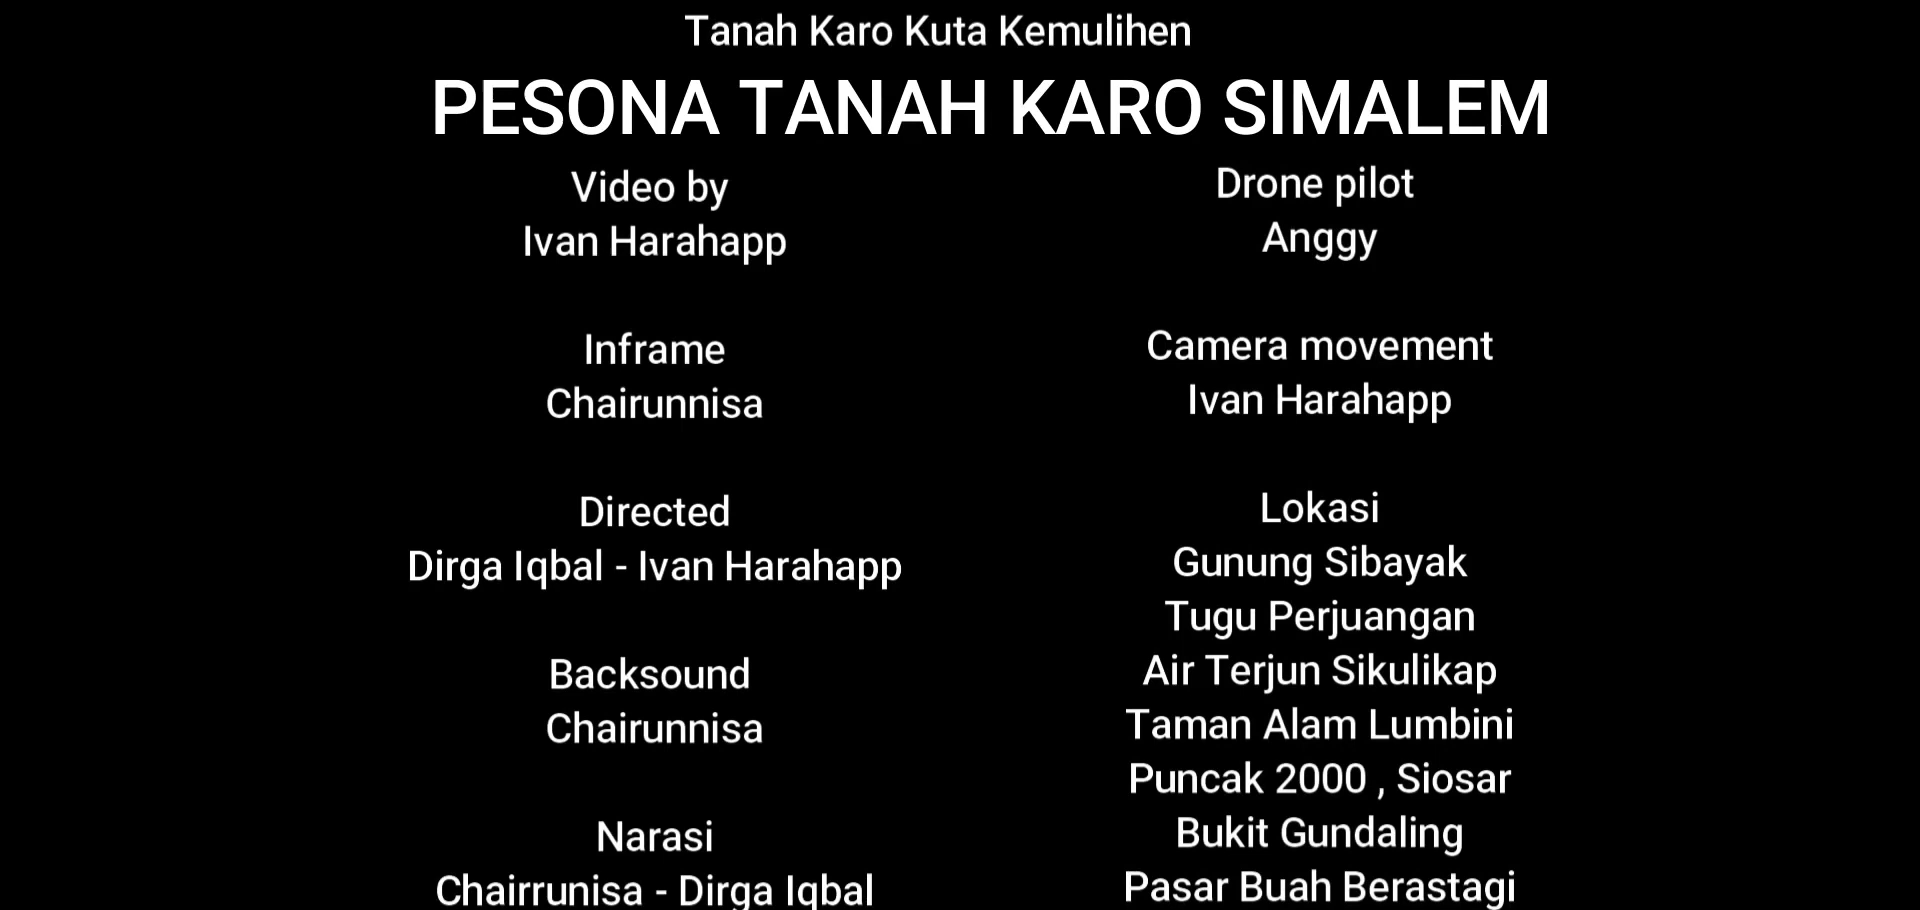 Tanah Karo Kuta Kemulihen
PESONA TANAH KARO SIMALEM
Video by
Ivan Harahapp
Inframe
Chairunnisa
Directed
Dirga Iqbal - Ivan Harahapp
Backsound
Chairunnisa
Narasi
Chairrunisa - Dirga Iqbal
Drone pilot
Anggy
Camera movement
Ivan Harahapp
Lokasi
Gunung Sibayak
Tugu Perjuangan
Air Terjun Sikulikap
Taman Alam Lumbini
Puncak 2000 , Siosar
Bukit Gundaling
Pasar Buah Berastagi